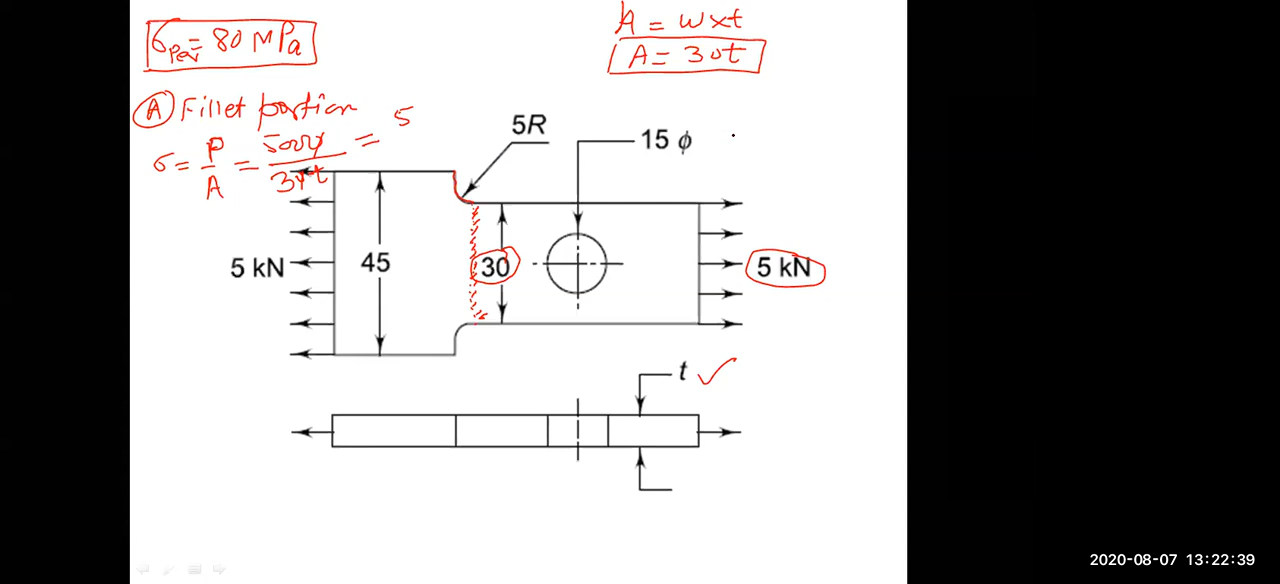 σper = 80 MPa
A = w×t
A = 30t
Ⓐ Fillet portion
σ = P/A = 5000/30t = 5
5R
15 ϕ
5 kN
45
30
5 kN
t ✓
2020-08-07 13:22:39